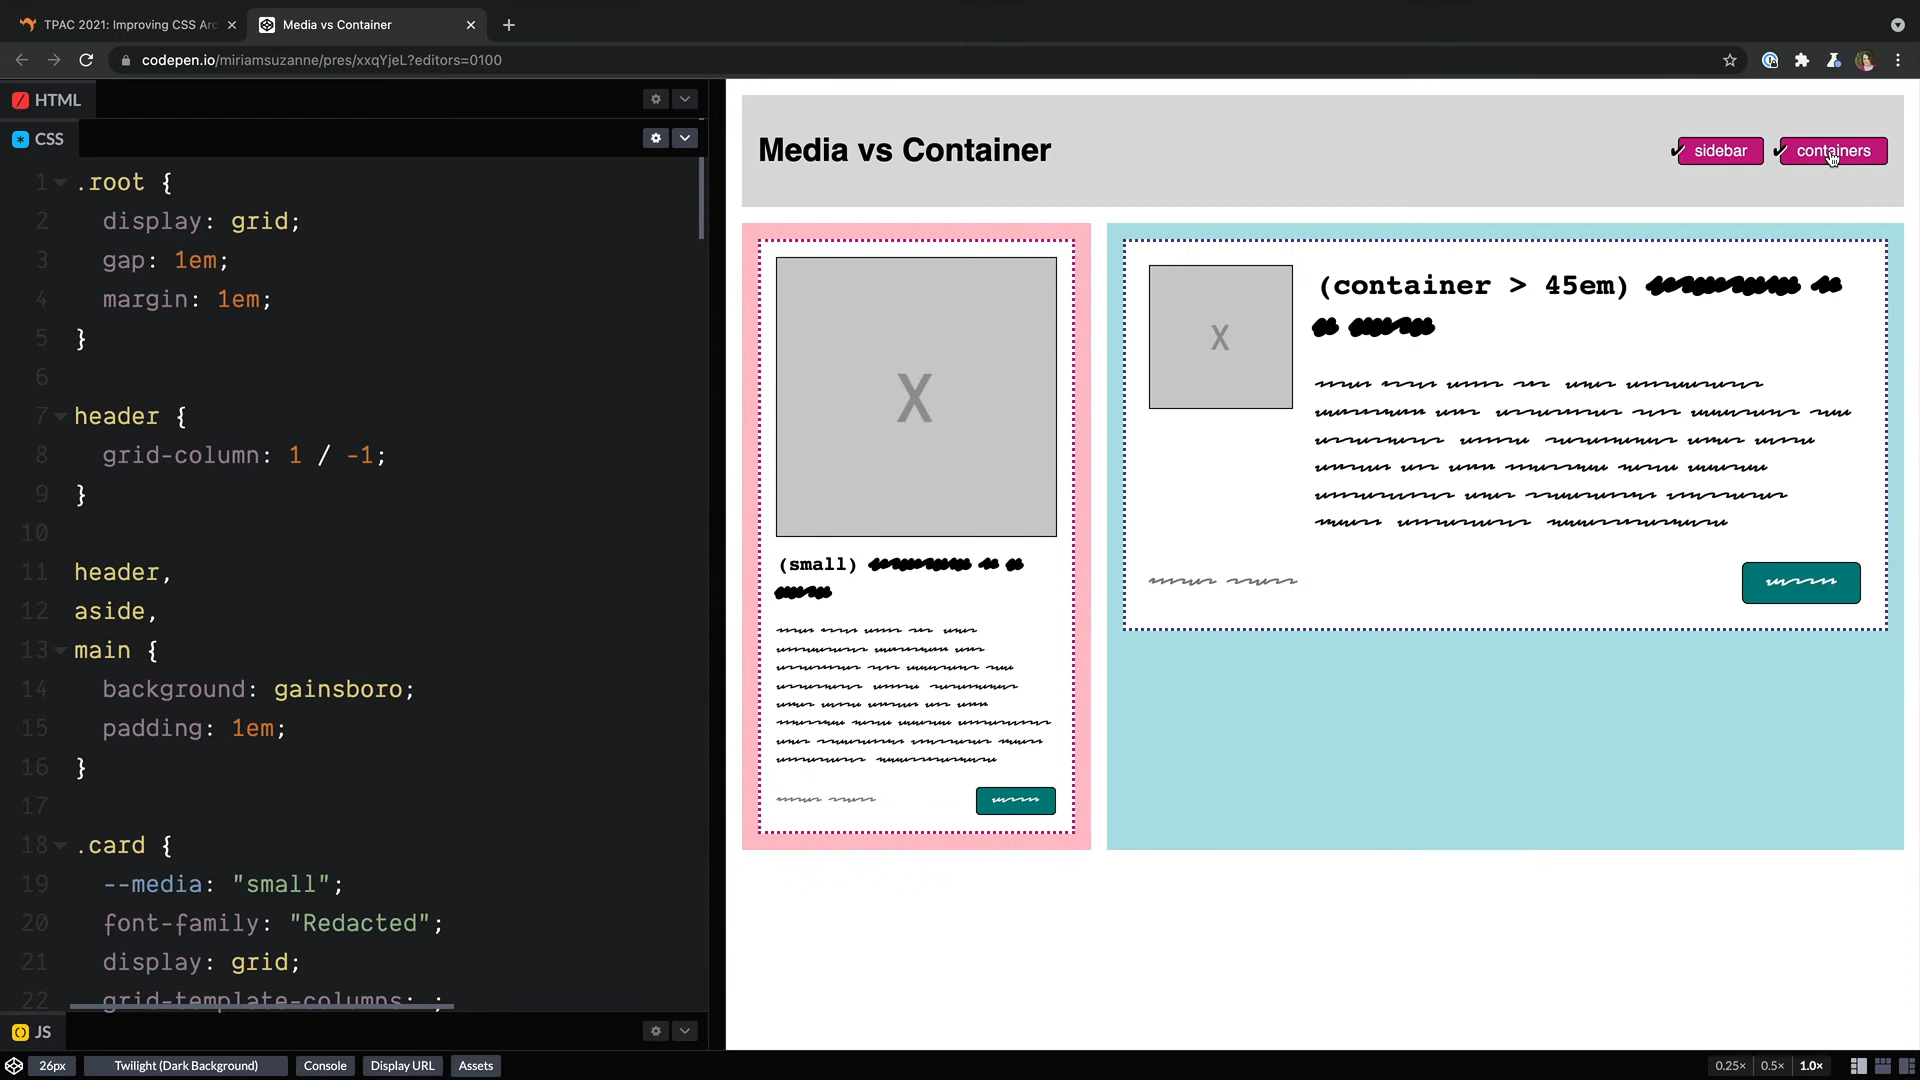 TPAC 2021: Improving CSS Arc
Media vs Container
codepen.io/miriamsuzanne/pres/xxqYjeL?editors=0100
HTML
CSS
1 .root {
2 display: grid;
3 gap: 1em;
4 margin: 1em;
5 }
6
7 header {
8 grid-column: 1 / -1;
9 }
10
11 header,
12 aside,
13 main {
14 background: gainsboro;
15 padding: 1em;
16 }
17
18 .card {
19 --media: "small";
20 font-family: "Redacted";
21 display: grid;
22 grid-template-columns: ;
JS
Media vs Container
✔ sidebar
✔ containers
X
(small)
X
(container > 45em)
26px
Twilight (Dark Background)
Console
Display URL
Assets
0.25×
0.5×
1.0×